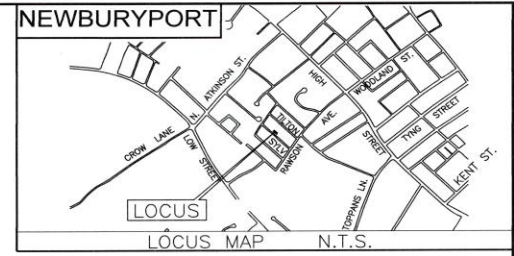 NEWBURYPORT
N. ATKINSON ST.
HIGH STREET
WOODLAND ST.
TYNG STREET
KENT ST.
CROW LANE
LOW STREET
TILTON
SYLV
RAWSON AVE.
TOPPANS LN.
LOCUS
LOCUS MAP N.T.S.